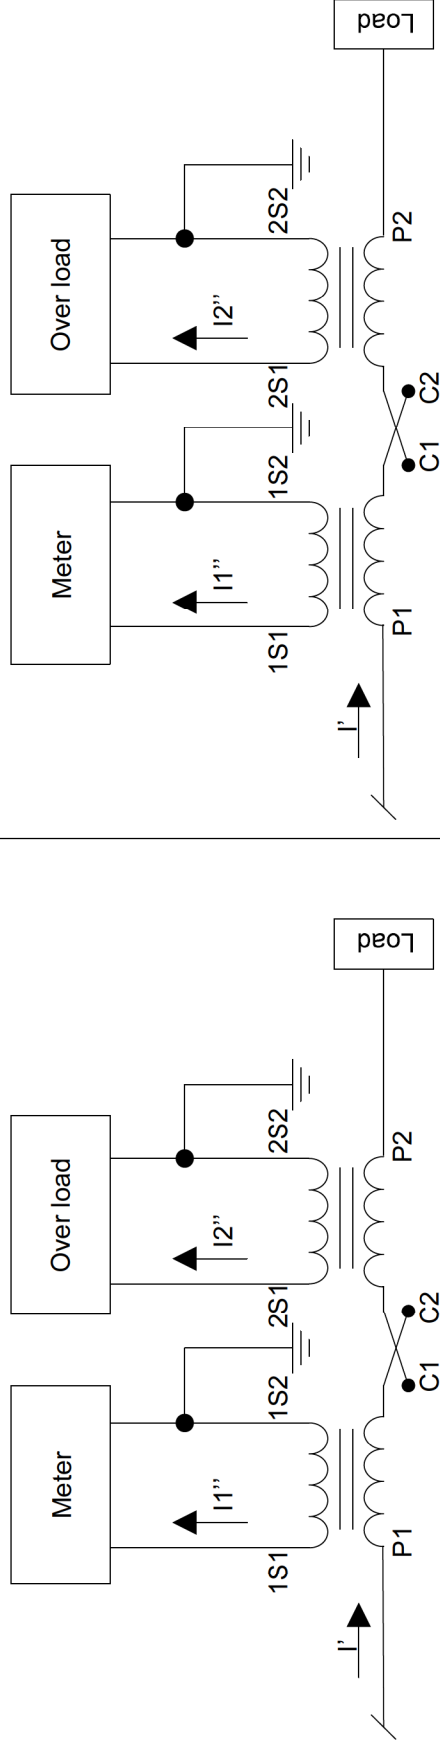 Load
Over load
Meter
2S2
I2’’
2S1
1S2
I1’’
1S1
P2
C2
C1
P1
I’
Load
Over load
Meter
2S2
I2’’
2S1
1S2
I1’’
1S1
P2
C2
C1
P1
I’